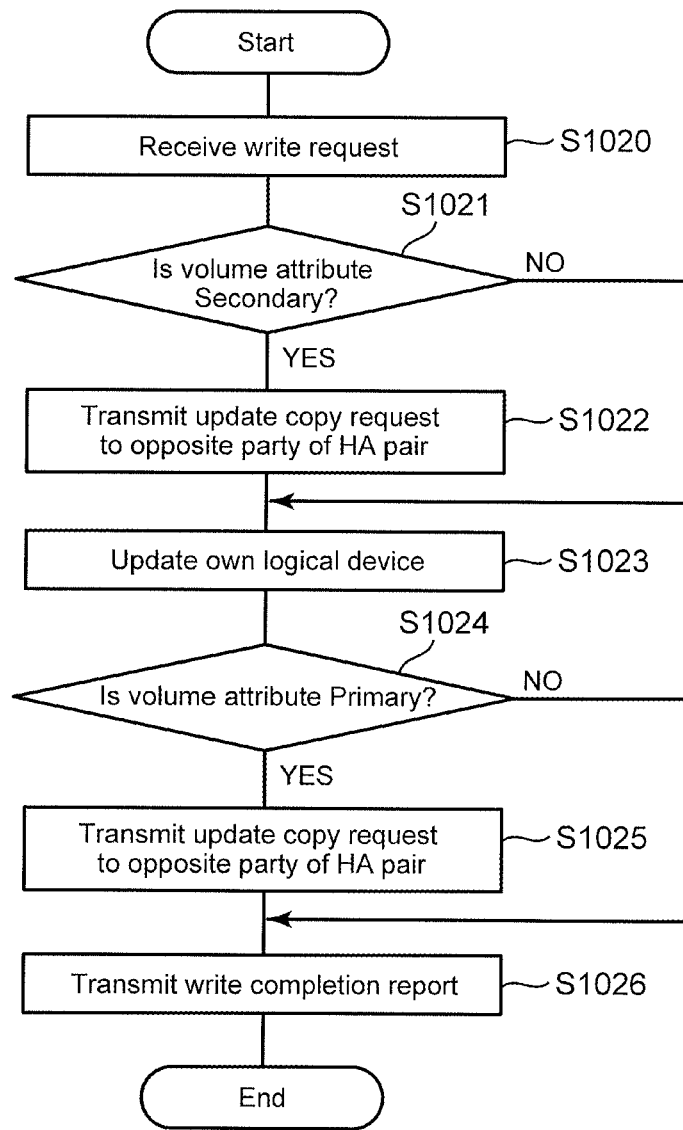 Start
Receive write request
S1020
S1021
Is volume attribute
Secondary?
NO
YES
Transmit update copy request
to opposite party of HA pair
S1022
Update own logical device
S1023
S1024
Is volume attribute Primary?
NO
YES
Transmit update copy request
to opposite party of HA pair
S1025
Transmit write completion report
S1026
End